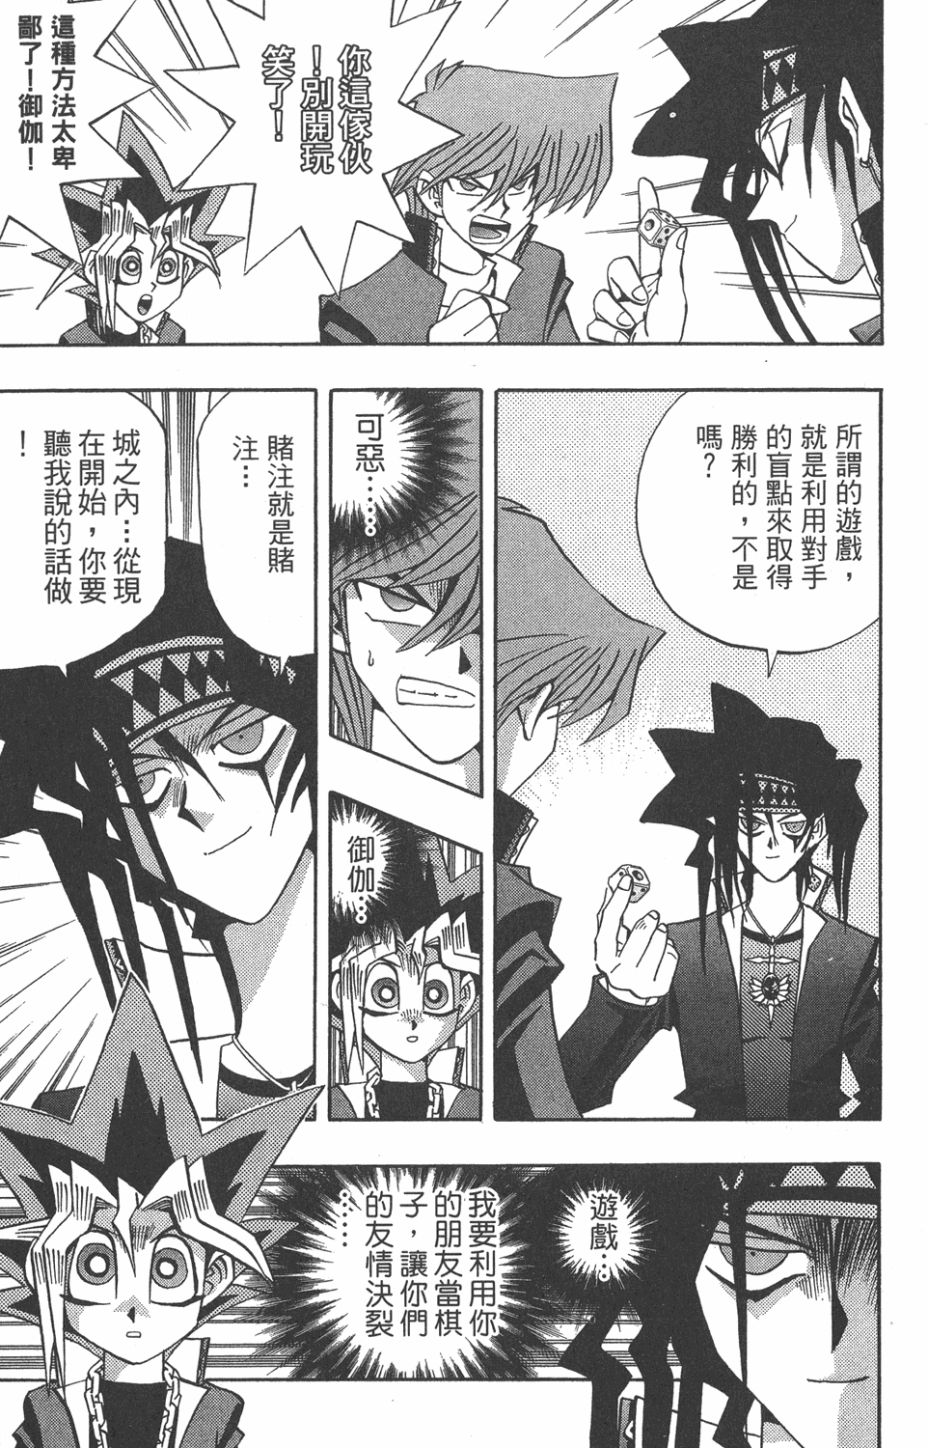 你這傢伙
！別開玩
笑了！
這種方法太卑
鄙了！御伽！
所謂的遊戲，
就是利用對手
的盲點來取得
勝利的，不是
嗎？
可惡……
御伽…
賭注就是賭
注…
城之內…從現
在開始，你要
聽我說的話做
！
遊戲…
我要利用你
的朋友當棋
子，讓你們
的友情決裂
……